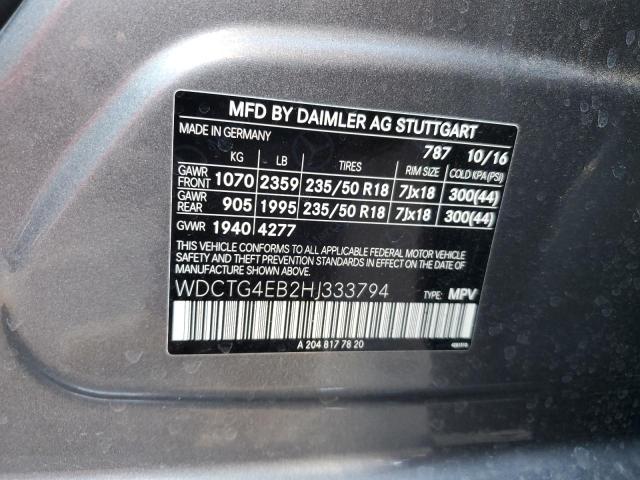 MFD BY DAIMLER AG STUTTGART
MADE IN GERMANY 787 10/16
KG LB TIRES RIM SIZE COLD KPA (PSI)
GAWR FRONT 1070 2359 235/50 R18 7Jx18 300(44)
GAWR REAR 905 1995 235/50 R18 7Jx18 300(44)
GVWR 1940 4277
THIS VEHICLE CONFORMS TO ALL APPLICABLE FEDERAL MOTOR VEHICLE
SAFETY, BUMPER, AND THEFT PREVENTION STANDARDS IN
EFFECT ON THE DATE OF MANUFACTURE SHOWN ABOVE.
WDCTG4EB2HJ333794 TYPE: MPV
A 204 817 78 20